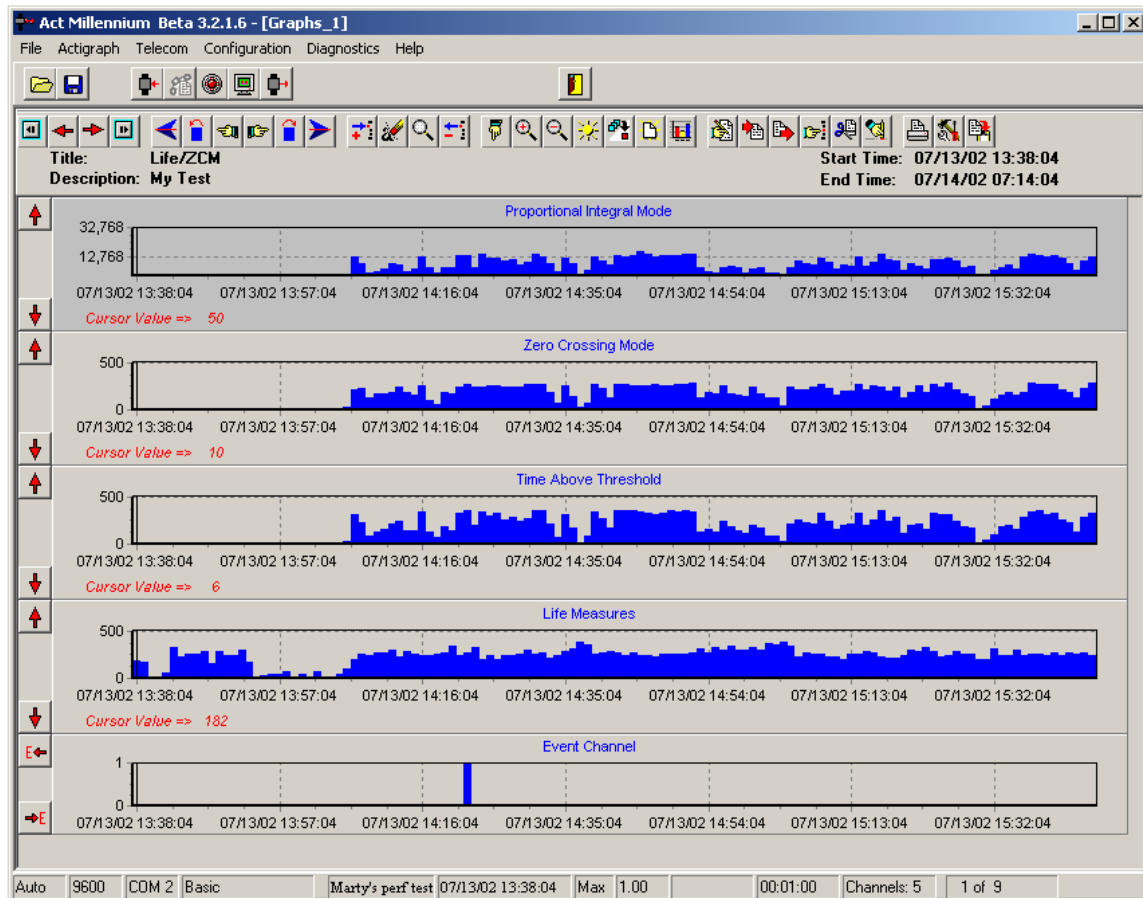 Act Millennium Beta 3.2.1.6 - [Graphs_1]
File Actigraph Telecom Configuration Diagnostics Help
Title: Life/ZCM
Start Time: 07/13/02 13:38:04
Description: My Test
End Time: 07/14/02 07:14:04
Proportional Integral Mode
32,768
12,768
07/13/02 13:38:04 07/13/02 13:57:04 07/13/02 14:16:04 07/13/02 14:35:04 07/13/02 14:54:04 07/13/02 15:13:04 07/13/02 15:32:04
Cursor Value => 50
Zero Crossing Mode
500
0
07/13/02 13:38:04 07/13/02 13:57:04 07/13/02 14:16:04 07/13/02 14:35:04 07/13/02 14:54:04 07/13/02 15:13:04 07/13/02 15:32:04
Cursor Value => 10
Time Above Threshold
500
0
07/13/02 13:38:04 07/13/02 13:57:04 07/13/02 14:16:04 07/13/02 14:35:04 07/13/02 14:54:04 07/13/02 15:13:04 07/13/02 15:32:04
Cursor Value => 6
Life Measures
500
0
07/13/02 13:38:04 07/13/02 13:57:04 07/13/02 14:16:04 07/13/02 14:35:04 07/13/02 14:54:04 07/13/02 15:13:04 07/13/02 15:32:04
Cursor Value => 182
E
Event Channel
1
0
E
07/13/02 13:38:04 07/13/02 13:57:04 07/13/02 14:16:04 07/13/02 14:35:04 07/13/02 14:54:04 07/13/02 15:13:04 07/13/02 15:32:04
Auto 9600 COM 2 Basic Marty's perf test 07/13/02 13:38:04 Max 1.00 00:01:00 Channels: 5 1 of 9